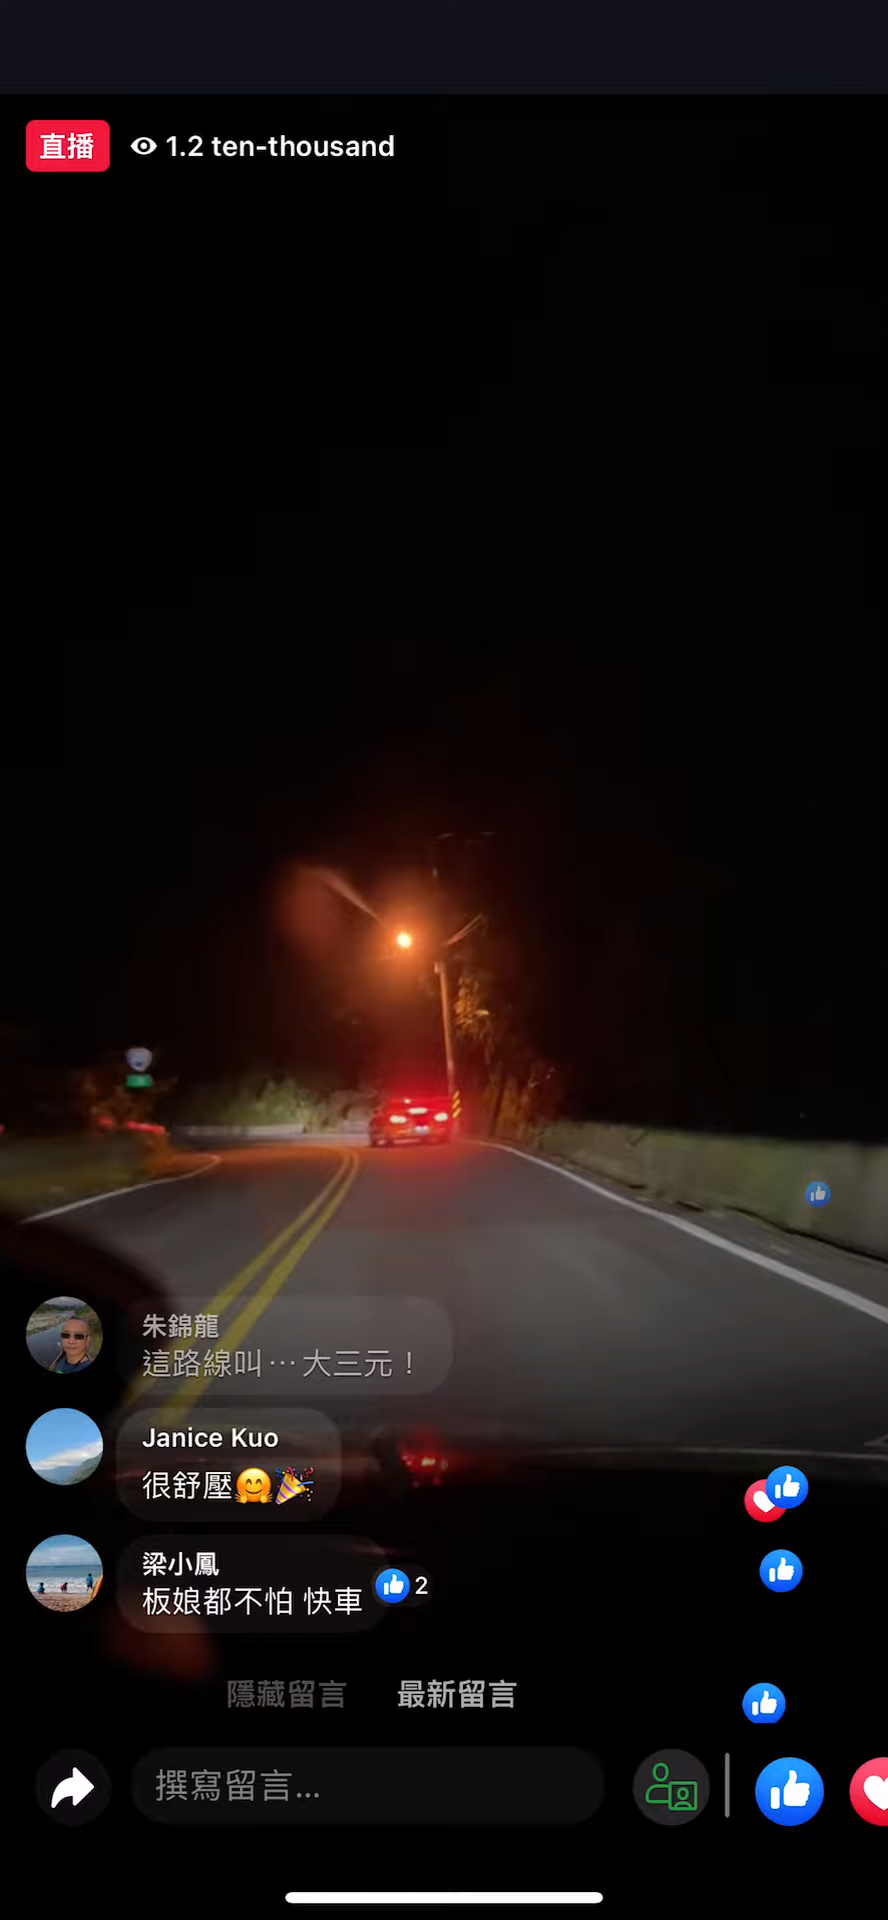 直播
1.2 ten-thousand
朱錦龍
這路線叫⋯大三元！
Janice Kuo
很舒壓🤗🎉
梁小鳳
板娘都不怕 快車
2
隱藏留言 最新留言
撰寫留言...